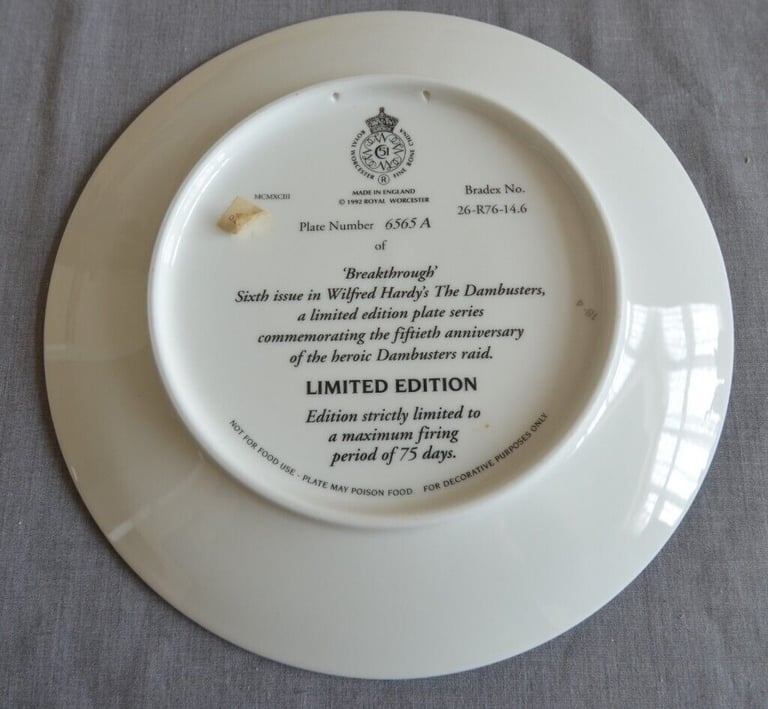 ROYAL WORCESTER FINE BONE CHINA
51
®
MADE IN ENGLAND
© 1992 ROYAL WORCESTER
MCMXCIII
Bradex No.
26-R76-14.6
Plate Number 6565 A
of
'Breakthrough'
Sixth issue in Wilfred Hardy's The Dambusters,
a limited edition plate series
commemorating the fiftieth anniversary
of the heroic Dambusters raid.
LIMITED EDITION
Edition strictly limited to
a maximum firing
period of 75 days.
NOT FOR FOOD USE - PLATE MAY POISON FOOD. FOR DECORATIVE PURPOSES ONLY
18-4